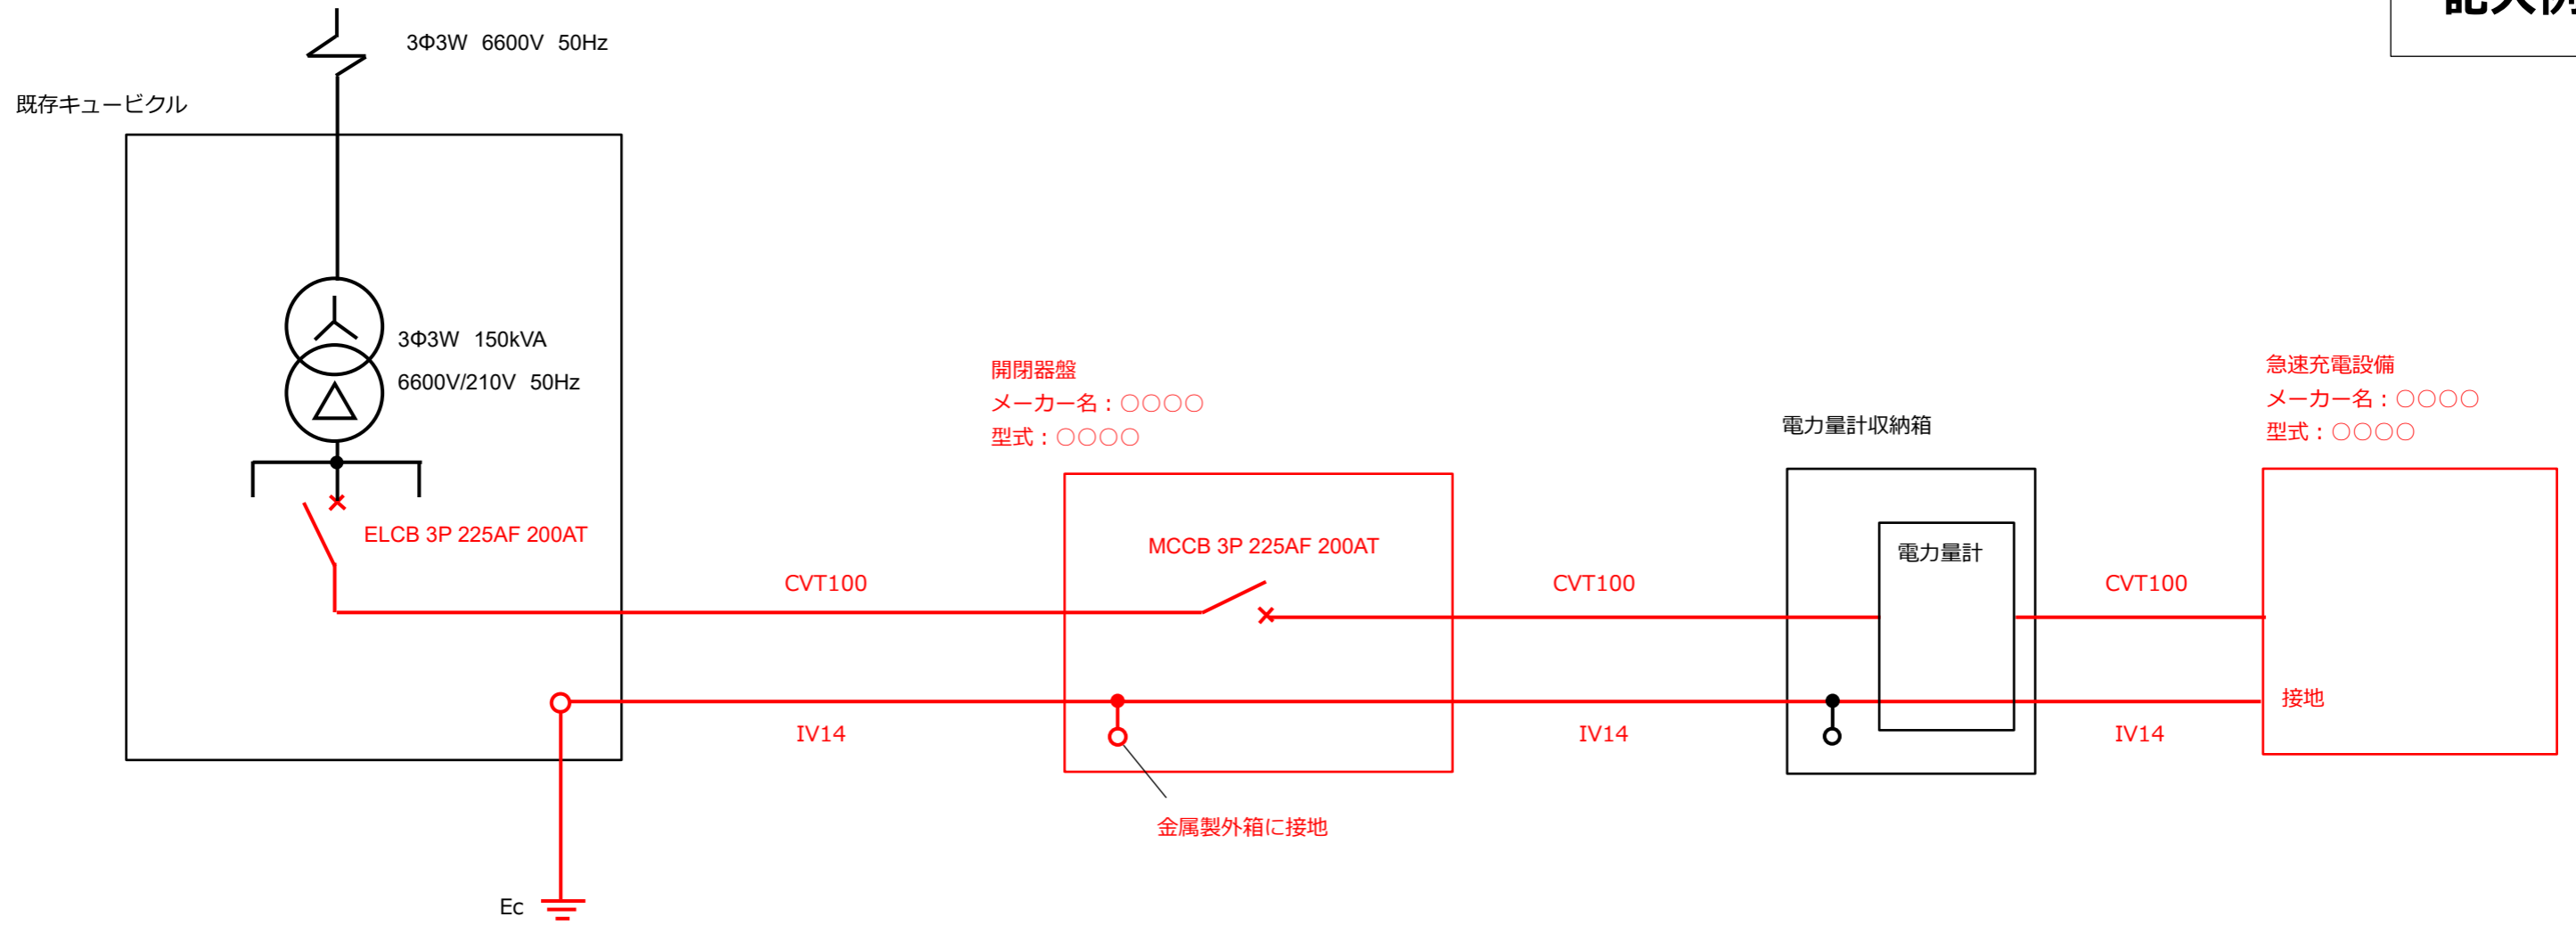 3Φ3W 6600V 50Hz
既存キュービクル
3Φ3W 150kVA
6600V/210V 50Hz
ELCB 3P 225AF 200AT
CVT100
IV14
Ec
開閉器盤
メーカー名：○○○○
型式：○○○○
MCCB 3P 225AF 200AT
金属製外箱に接地
CVT100
IV14
電力量計収納箱
電力量計
CVT100
IV14
急速充電設備
メーカー名：○○○○
型式：○○○○
接地